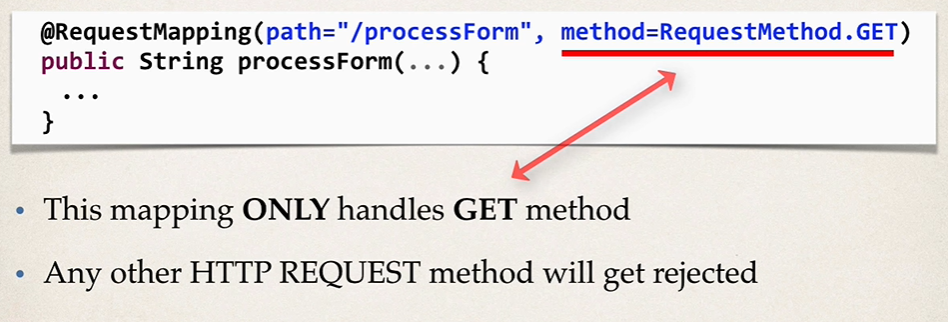 @RequestMapping(path="/processForm", method=RequestMethod.GET)
public String processForm(...) {
...
}
• This mapping ONLY handles GET method
• Any other HTTP REQUEST method will get rejected